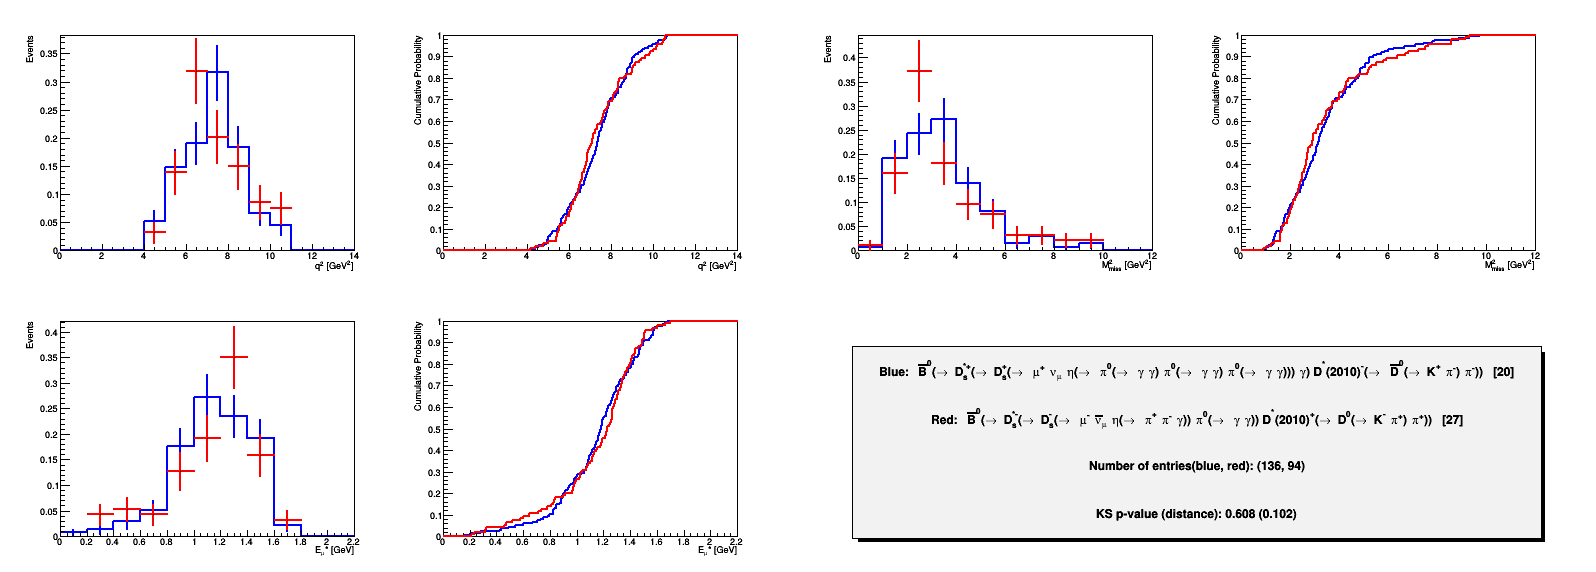 Events
0.35
0.3
0.25
0.2
0.15
0.1
0.05
0
0 2 4 6 8 10 12 14
q² [GeV²]
Cumulative Probability
1
0.9
0.8
0.7
0.6
0.5
0.4
0.3
0.2
0.1
0
0 2 4 6 8 10 12 14
q² [GeV²]
Events
0.4
0.35
0.3
0.25
0.2
0.15
0.1
0.05
0
0 2 4 6 8 10 12
M²miss [GeV²]
Cumulative Probability
1
0.9
0.8
0.7
0.6
0.5
0.4
0.3
0.2
0.1
0
0 2 4 6 8 10 12
M²miss [GeV²]
Events
0.4
0.35
0.3
0.25
0.2
0.15
0.1
0.05
0
0 0.2 0.4 0.6 0.8 1 1.2 1.4 1.6 1.8 2 2.2
Eμ* [GeV]
Cumulative Probability
1
0.9
0.8
0.7
0.6
0.5
0.4
0.3
0.2
0.1
0
0 0.2 0.4 0.6 0.8 1 1.2 1.4 1.6 1.8 2 2.2
Eμ* [GeV]
Blue: B̅⁰(→ Dₛ*⁺(→ Dₛ⁺(→ μ⁺ νμ η(→ π⁰(→ γ γ) π⁰(→ γ γ) π⁰(→ γ γ))) γ) D*(2010)⁻(→ D̅⁰(→ K⁺ π⁻) π⁻)) [20]
Red: B̅⁰(→ Dₛ*⁻(→ Dₛ⁻(→ μ⁻ ν̅μ η(→ π⁺ π⁻ γ)) π⁰(→ γ γ)) D*(2010)⁺(→ D⁰(→ K⁻ π⁺) π⁺)) [27]
Number of entries(blue, red): (136, 94)
KS p-value (distance): 0.608 (0.102)